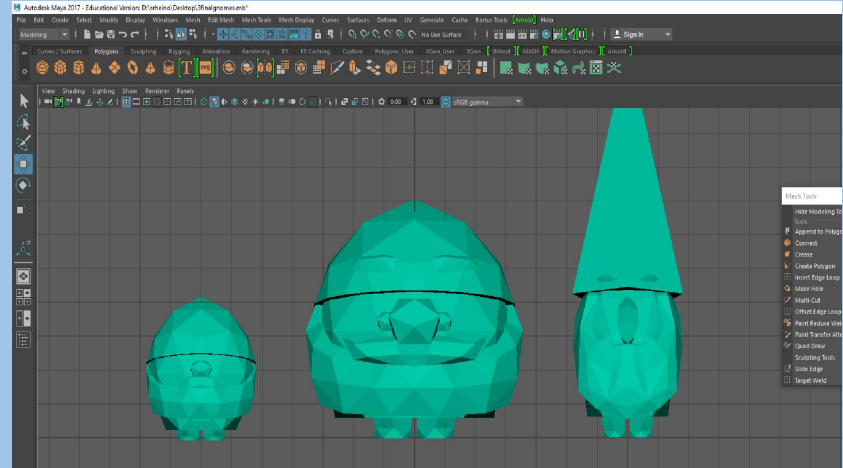 Autodesk Maya 2017 - Educational Version: D:\srheino\Desktop\3finalgnomes.mb*
File Edit Create Select Modify Display Windows Mesh Edit Mesh Mesh Tools Mesh Display Curves Surfaces Deform UV Generate Cache Bonus Tools [Arnold] Help
Modeling No Live Surface Sign In
Curves / Surfaces Polygons Sculpting Rigging Animation Rendering FX FX Caching Custom Polygons_User XGen_User XGen Bifrost MASH Motion Graphics Arnold
View Shading Lighting Show Renderer Panels
0.00 1.00 sRGB gamma
Mesh Tools
Hide Modeling To
Tools
Append to Polygo
Connect
Crease
Create Polygon
Insert Edge Loop
Make Hole
Multi-Cut
Offset Edge Loop
Paint Reduce Wei
Paint Transfer Attr
Quad Draw
Sculpting Tools
Slide Edge
Target Weld